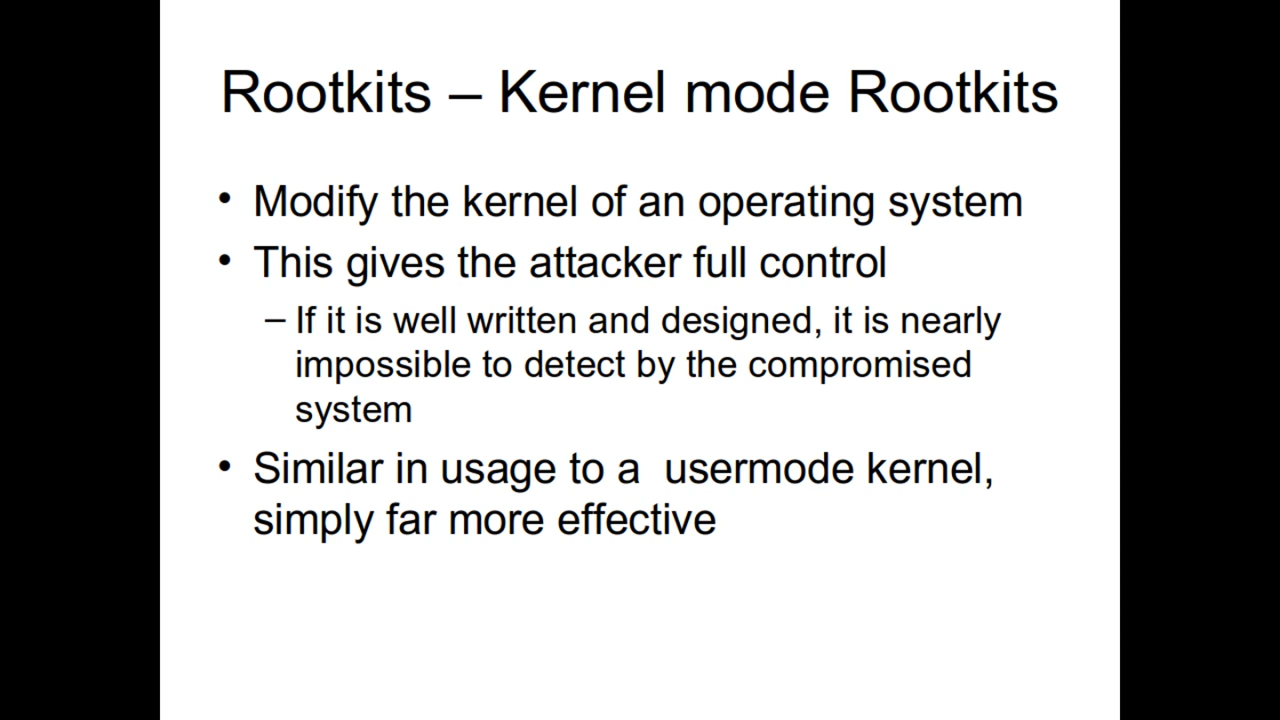 Rootkits – Kernel mode Rootkits
• Modify the kernel of an operating system
• This gives the attacker full control
– If it is well written and designed, it is nearly
impossible to detect by the compromised
system
• Similar in usage to a  usermode kernel,
simply far more effective